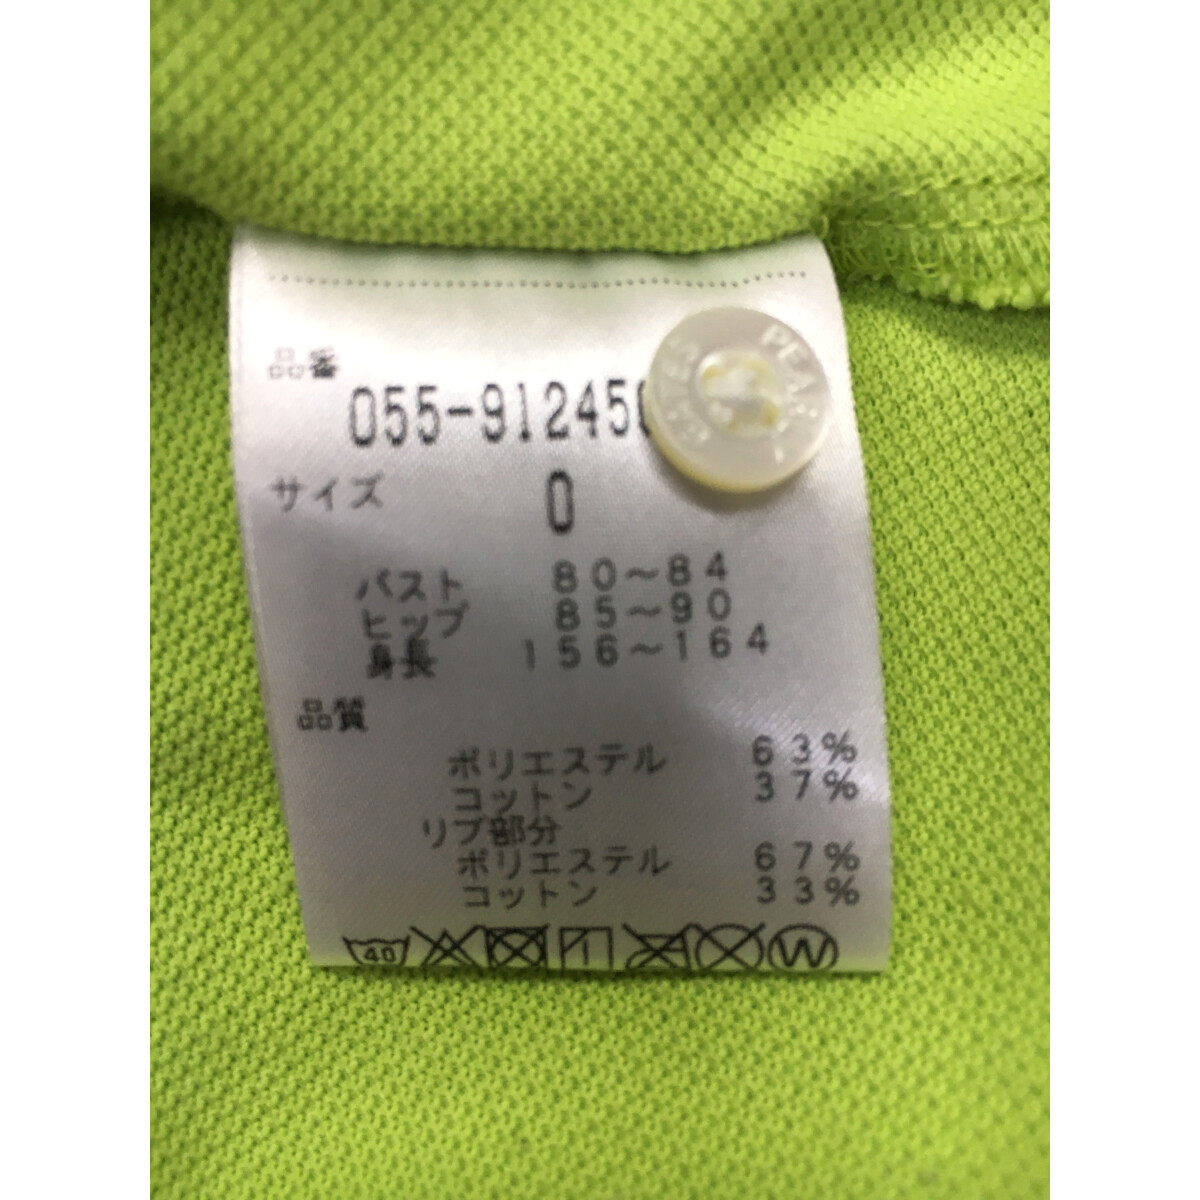 品番
055-912450
サイズ 0
バスト 80~84
ヒップ 85~90
身長 156~164
品質
ポリエステル 63%
コットン 37%
リブ部分
ポリエステル 67%
コットン 33%
40 W
PEARLY GATES